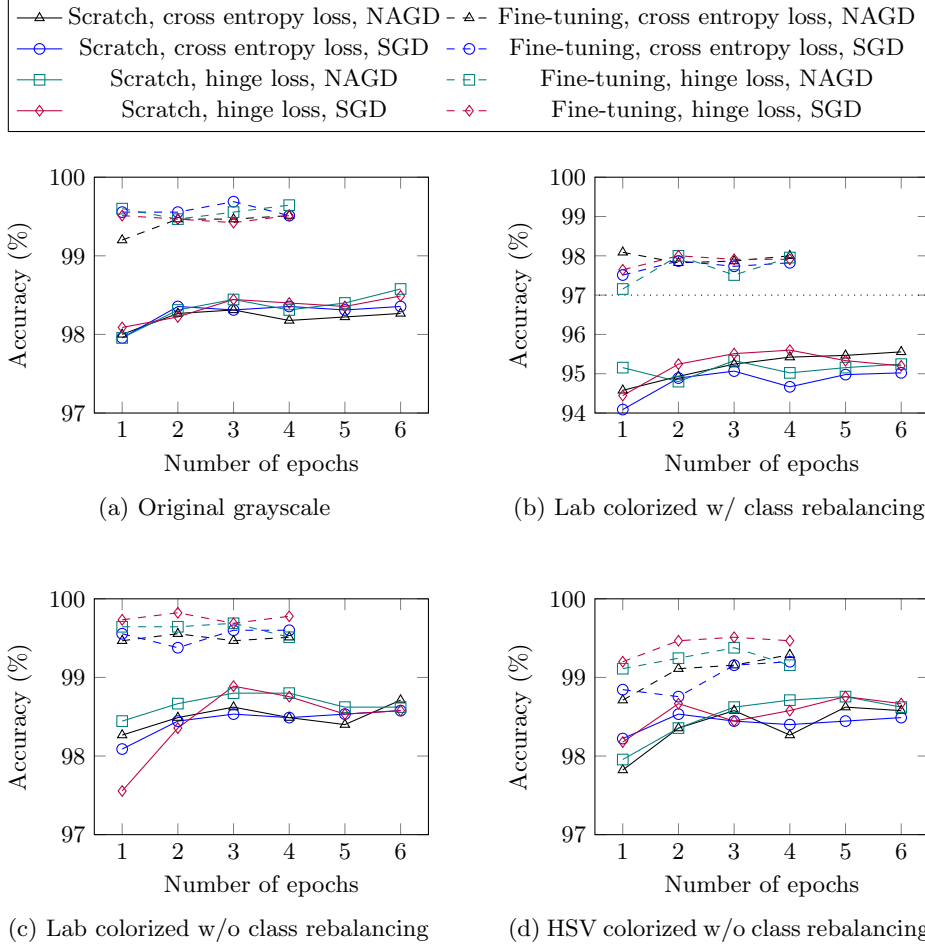 Scratch, cross entropy loss, NAGD Fine-tuning, cross entropy loss, NAGD
Scratch, cross entropy loss, SGD Fine-tuning, cross entropy loss, SGD
Scratch, hinge loss, NAGD Fine-tuning, hinge loss, NAGD
Scratch, hinge loss, SGD Fine-tuning, hinge loss, SGD
100
99
98
97
Accuracy (%)
1 2 3 4 5 6
Number of epochs
(a) Original grayscale
100
99
98
97
96
95
94
Accuracy (%)
1 2 3 4 5 6
Number of epochs
(b) Lab colorized w/ class rebalancing
100
99
98
97
Accuracy (%)
1 2 3 4 5 6
Number of epochs
(c) Lab colorized w/o class rebalancing
100
99
98
97
Accuracy (%)
1 2 3 4 5 6
Number of epochs
(d) HSV colorized w/o class rebalancing